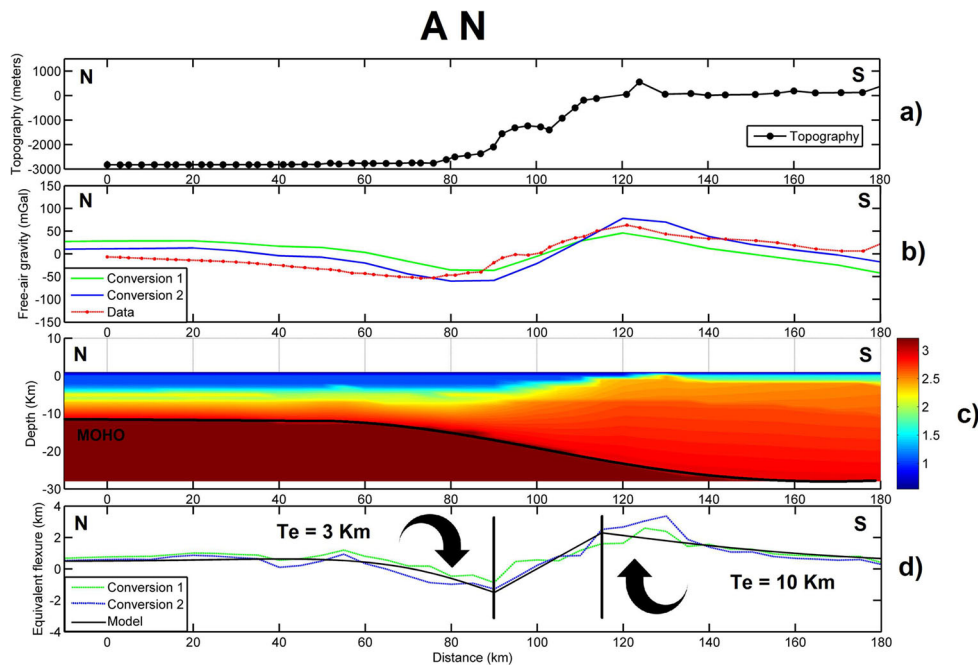 A N
N
S
1000
0
-1000
-2000
-3000
Topography (meters)
Topography
a)
0
20
40
60
80
100
120
140
160
180
N
S
150
100
50
0
-50
-100
-150
Free-air gravity (mGal)
Conversion 1
Conversion 2
Data
b)
0
20
40
60
80
100
120
140
160
180
N
S
10
0
-10
-20
-30
Depth (Km)
MOHO
3
2.5
2
1.5
1
c)
0
20
40
60
80
100
120
140
160
180
N
S
4
2
0
-2
-4
Equivalent flexure (km)
Te = 3 Km
Te = 10 Km
Conversion 1
Conversion 2
Model
d)
0
20
40
60
80
100
120
140
160
180
Distance (km)